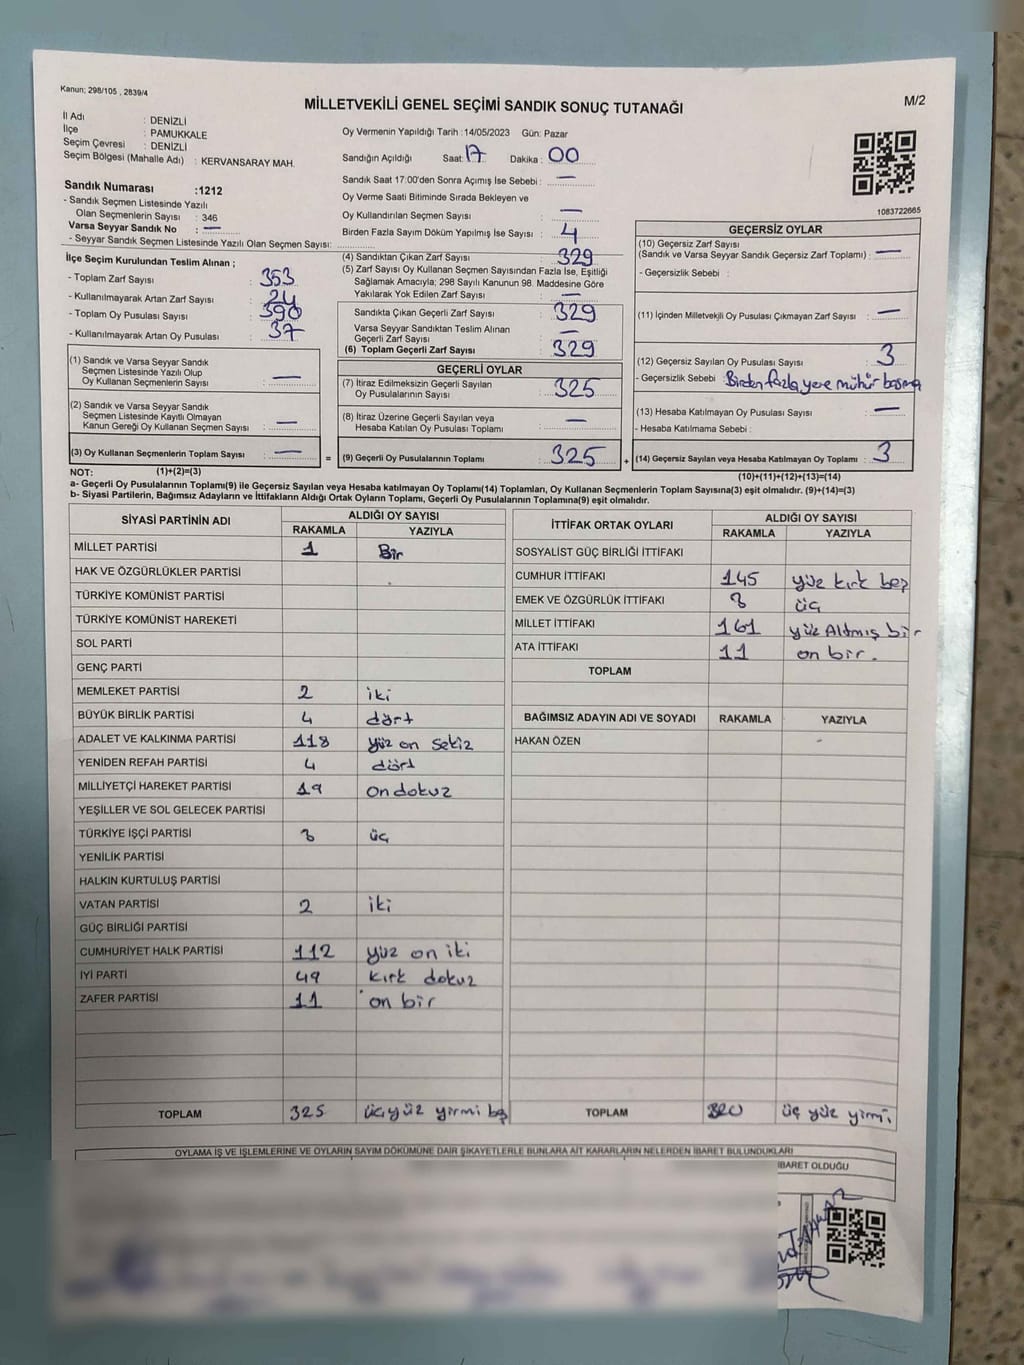 Kanun; 298/105 , 2839/4
MİLLETVEKİLİ GENEL SEÇİMİ SANDIK SONUÇ TUTANAĞI
M/2
İl Adı : DENİZLİ
İlçe : PAMUKKALE
Seçim Çevresi : DENİZLİ
Seçim Bölgesi (Mahalle Adı) : KERVANSARAY MAH.
Sandık Numarası :1212
- Sandık Seçmen Listesinde Yazılı
Olan Seçmenlerin Sayısı : 346
Varsa Seyyar Sandık No : —
- Seyyar Sandık Seçmen Listesinde Yazılı Olan Seçmen Sayısı:
İlçe Seçim Kurulundan Teslim Alınan ;
- Toplam Zarf Sayısı : 353
- Kullanılmayarak Artan Zarf Sayısı : 24
- Toplam Oy Pusulası Sayısı : 390
- Kullanılmayarak Artan Oy Pusulası : 37
(1) Sandık ve Varsa Seyyar Sandık
Seçmen Listesinde Yazılı Olup
Oy Kullanan Seçmenlerin Sayısı : —
(2) Sandık ve Varsa Seyyar Sandık
Seçmen Listesinde Kayıtlı Olmayan
Kanun Gereği Oy Kullanan Seçmen Sayısı : —
(3) Oy Kullanan Seçmenlerin Toplam Sayısı : —
Oy Vermenin Yapıldığı Tarih :14/05/2023 Gün: Pazar
Sandığın Açıldığı Saat: 17 Dakika : 00
Sandık Saat 17:00'den Sonra Açımış İse Sebebi : —
Oy Verme Saati Bitiminde Sırada Bekleyen ve
Oy Kullandırılan Seçmen Sayısı : —
Birden Fazla Sayım Döküm Yapılmış İse Sayısı : 4
(4) Sandıktan Çıkan Zarf Sayısı : 329
(5) Zarf Sayısı Oy Kullanan Seçmen Sayısından Fazla İse, Eşitliği
Sağlamak Amacıyla; 298 Sayılı Kanunun 98. Maddesine Göre
Yakılarak Yok Edilen Zarf Sayısı : —
Sandıkta Çıkan Geçerli Zarf Sayısı : 329
Varsa Seyyar Sandıktan Teslim Alınan
Geçerli Zarf Sayısı : —
(6) Toplam Geçerli Zarf Sayısı : 329
GEÇERLİ OYLAR
(7) İtiraz Edilmeksizin Geçerli Sayılan
Oy Pusulalarının Sayısı : 325
(8) İtiraz Üzerine Geçerli Sayılan veya
Hesaba Katılan Oy Pusulası Toplamı : —
= (9) Geçerli Oy Pusulalarının Toplamı : 325 +
1083722665
GEÇERSİZ OYLAR
(10) Geçersiz Zarf Sayısı
(Sandık ve Varsa Seyyar Sandık Geçersiz Zarf Toplamı) : —
- Geçersizlik Sebebi :
(11) İçinden Milletvekili Oy Pusulası Çıkmayan Zarf Sayısı : —
(12) Geçersiz Sayılan Oy Pusulası Sayısı : 3
- Geçersizlik Sebebi : Birden fazla yere mühür basma
(13) Hesaba Katılmayan Oy Pusulası Sayısı : —
- Hesaba Katılmama Sebebi :
(14) Geçersiz Sayılan veya Hesaba Katılmayan Oy Toplamı : 3
NOT: (1)+(2)=(3)
(10)+(11)+(12)+(13)=(14)
a- Geçerli Oy Pusulalarının Toplamı(9) ile Geçersiz Sayılan veya Hesaba katılmayan Oy Toplamı(14) Toplamları, Oy Kullanan Seçmenlerin Toplam Sayısına(3) eşit olmalıdır. (9)+(14)=(3)
b- Siyasi Partilerin, Bağımsız Adayların ve İttifakların Aldığı Ortak Oyların Toplamı, Geçerli Oy Pusulalarının Toplamına(9) eşit olmalıdır.
SİYASİ PARTİNİN ADI ALDIĞI OY SAYISI
RAKAMLA YAZIYLA
MİLLET PARTİSİ 1 Bir
HAK VE ÖZGÜRLÜKLER PARTİSİ
TÜRKİYE KOMÜNİST PARTİSİ
TÜRKİYE KOMÜNİST HAREKETİ
SOL PARTİ
GENÇ PARTİ
MEMLEKET PARTİSİ 2 iki
BÜYÜK BİRLİK PARTİSİ 4 dört
ADALET VE KALKINMA PARTİSİ 118 yüz on sekiz
YENİDEN REFAH PARTİSİ 4 dört
MİLLİYETÇİ HAREKET PARTİSİ 19 on dokuz
YEŞİLLER VE SOL GELECEK PARTİSİ
TÜRKİYE İŞÇİ PARTİSİ 3 üç
YENİLİK PARTİSİ
HALKIN KURTULUŞ PARTİSİ
VATAN PARTİSİ 2 iki
GÜÇ BİRLİĞİ PARTİSİ
CUMHURİYET HALK PARTİSİ 112 yüz on iki
İYİ PARTİ 49 kırk dokuz
ZAFER PARTİSİ 11 on bir
TOPLAM 325 üçyüz yirmi beş
İTTİFAK ORTAK OYLARI ALDIĞI OY SAYISI
RAKAMLA YAZIYLA
SOSYALİST GÜÇ BİRLİĞİ İTTİFAKI
CUMHUR İTTİFAKI 145 yüz kırk beş
EMEK VE ÖZGÜRLÜK İTTİFAKI 3 üç
MİLLET İTTİFAKI 161 yüz Altmış bir
ATA İTTİFAKI 11 on bir.
TOPLAM
BAĞIMSIZ ADAYIN ADI VE SOYADI RAKAMLA YAZIYLA
HAKAN ÖZEN
TOPLAM 320 üç yüz yirmi
OYLAMA İŞ VE İŞLEMLERİNE VE OYLARIN SAYIM DÖKÜMÜNE DAİR ŞİKAYETLERLE BUNLARA AİT KARARLARIN NELERDEN İBARET BULUNDUKLARI
İBARET OLDUĞU